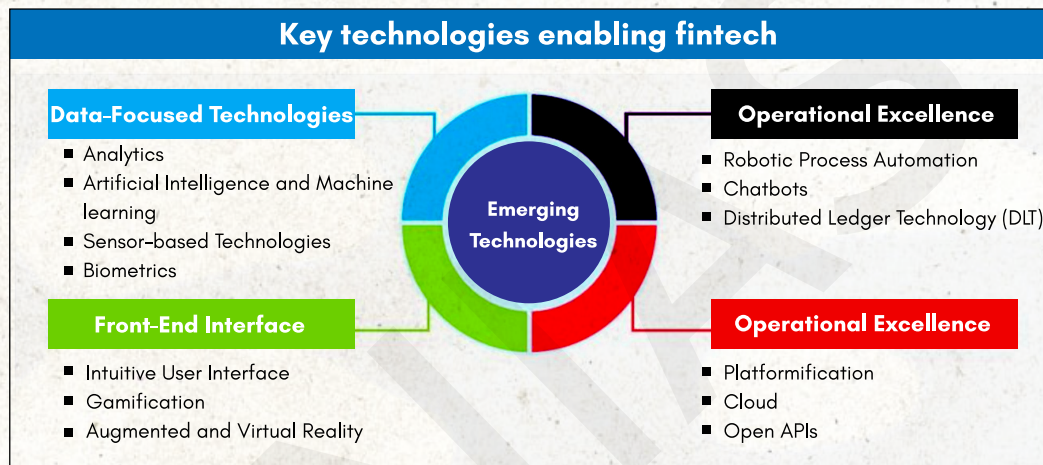 Key technologies enabling fintech
Data-Focused Technologies
▪ Analytics
▪ Artificial Intelligence and Machine
learning
▪ Sensor-based Technologies
▪ Biometrics
Operational Excellence
▪ Robotic Process Automation
▪ Chatbots
▪ Distributed Ledger Technology (DLT)
Emerging
Technologies
Front-End Interface
▪ Intuitive User Interface
▪ Gamification
▪ Augmented and Virtual Reality
Operational Excellence
▪ Platformification
▪ Cloud
▪ Open APIs